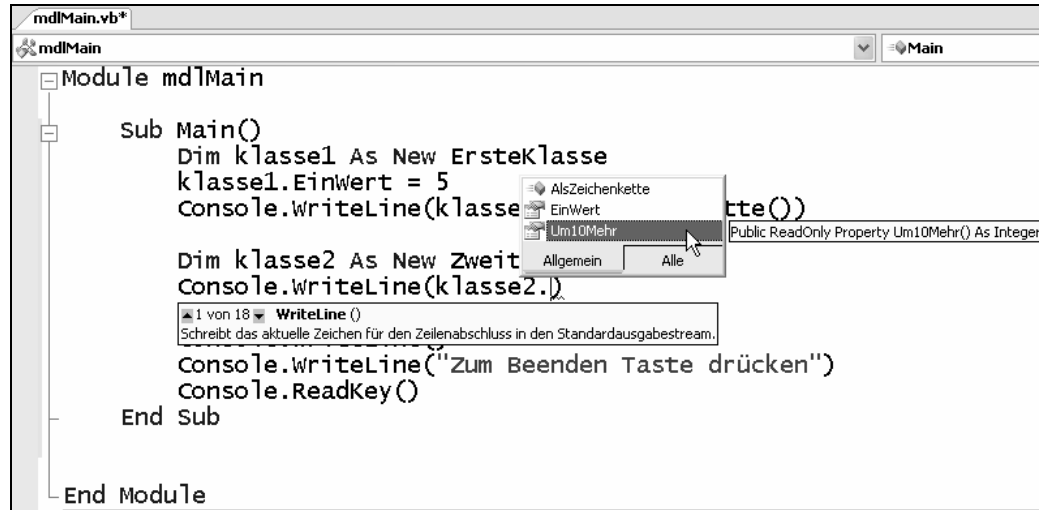 mdlMain.vb*
mdlMain Main
Module mdlMain
Sub Main()
Dim klasse1 As New ErsteKlasse
klasse1.EinWert = 5
Console.WriteLine(klasse tte())
AlsZeichenkette
EinWert
Um10Mehr
Public ReadOnly Property Um10Mehr() As Integer
Allgemein Alle
Dim klasse2 As New Zweit
Console.WriteLine(klasse2.)
1 von 18 WriteLine ()
Schreibt das aktuelle Zeichen für den Zeilenabschluss in den Standardausgabestream.
Console.WriteLine("Zum Beenden Taste drücken")
Console.ReadKey()
End Sub
End Module